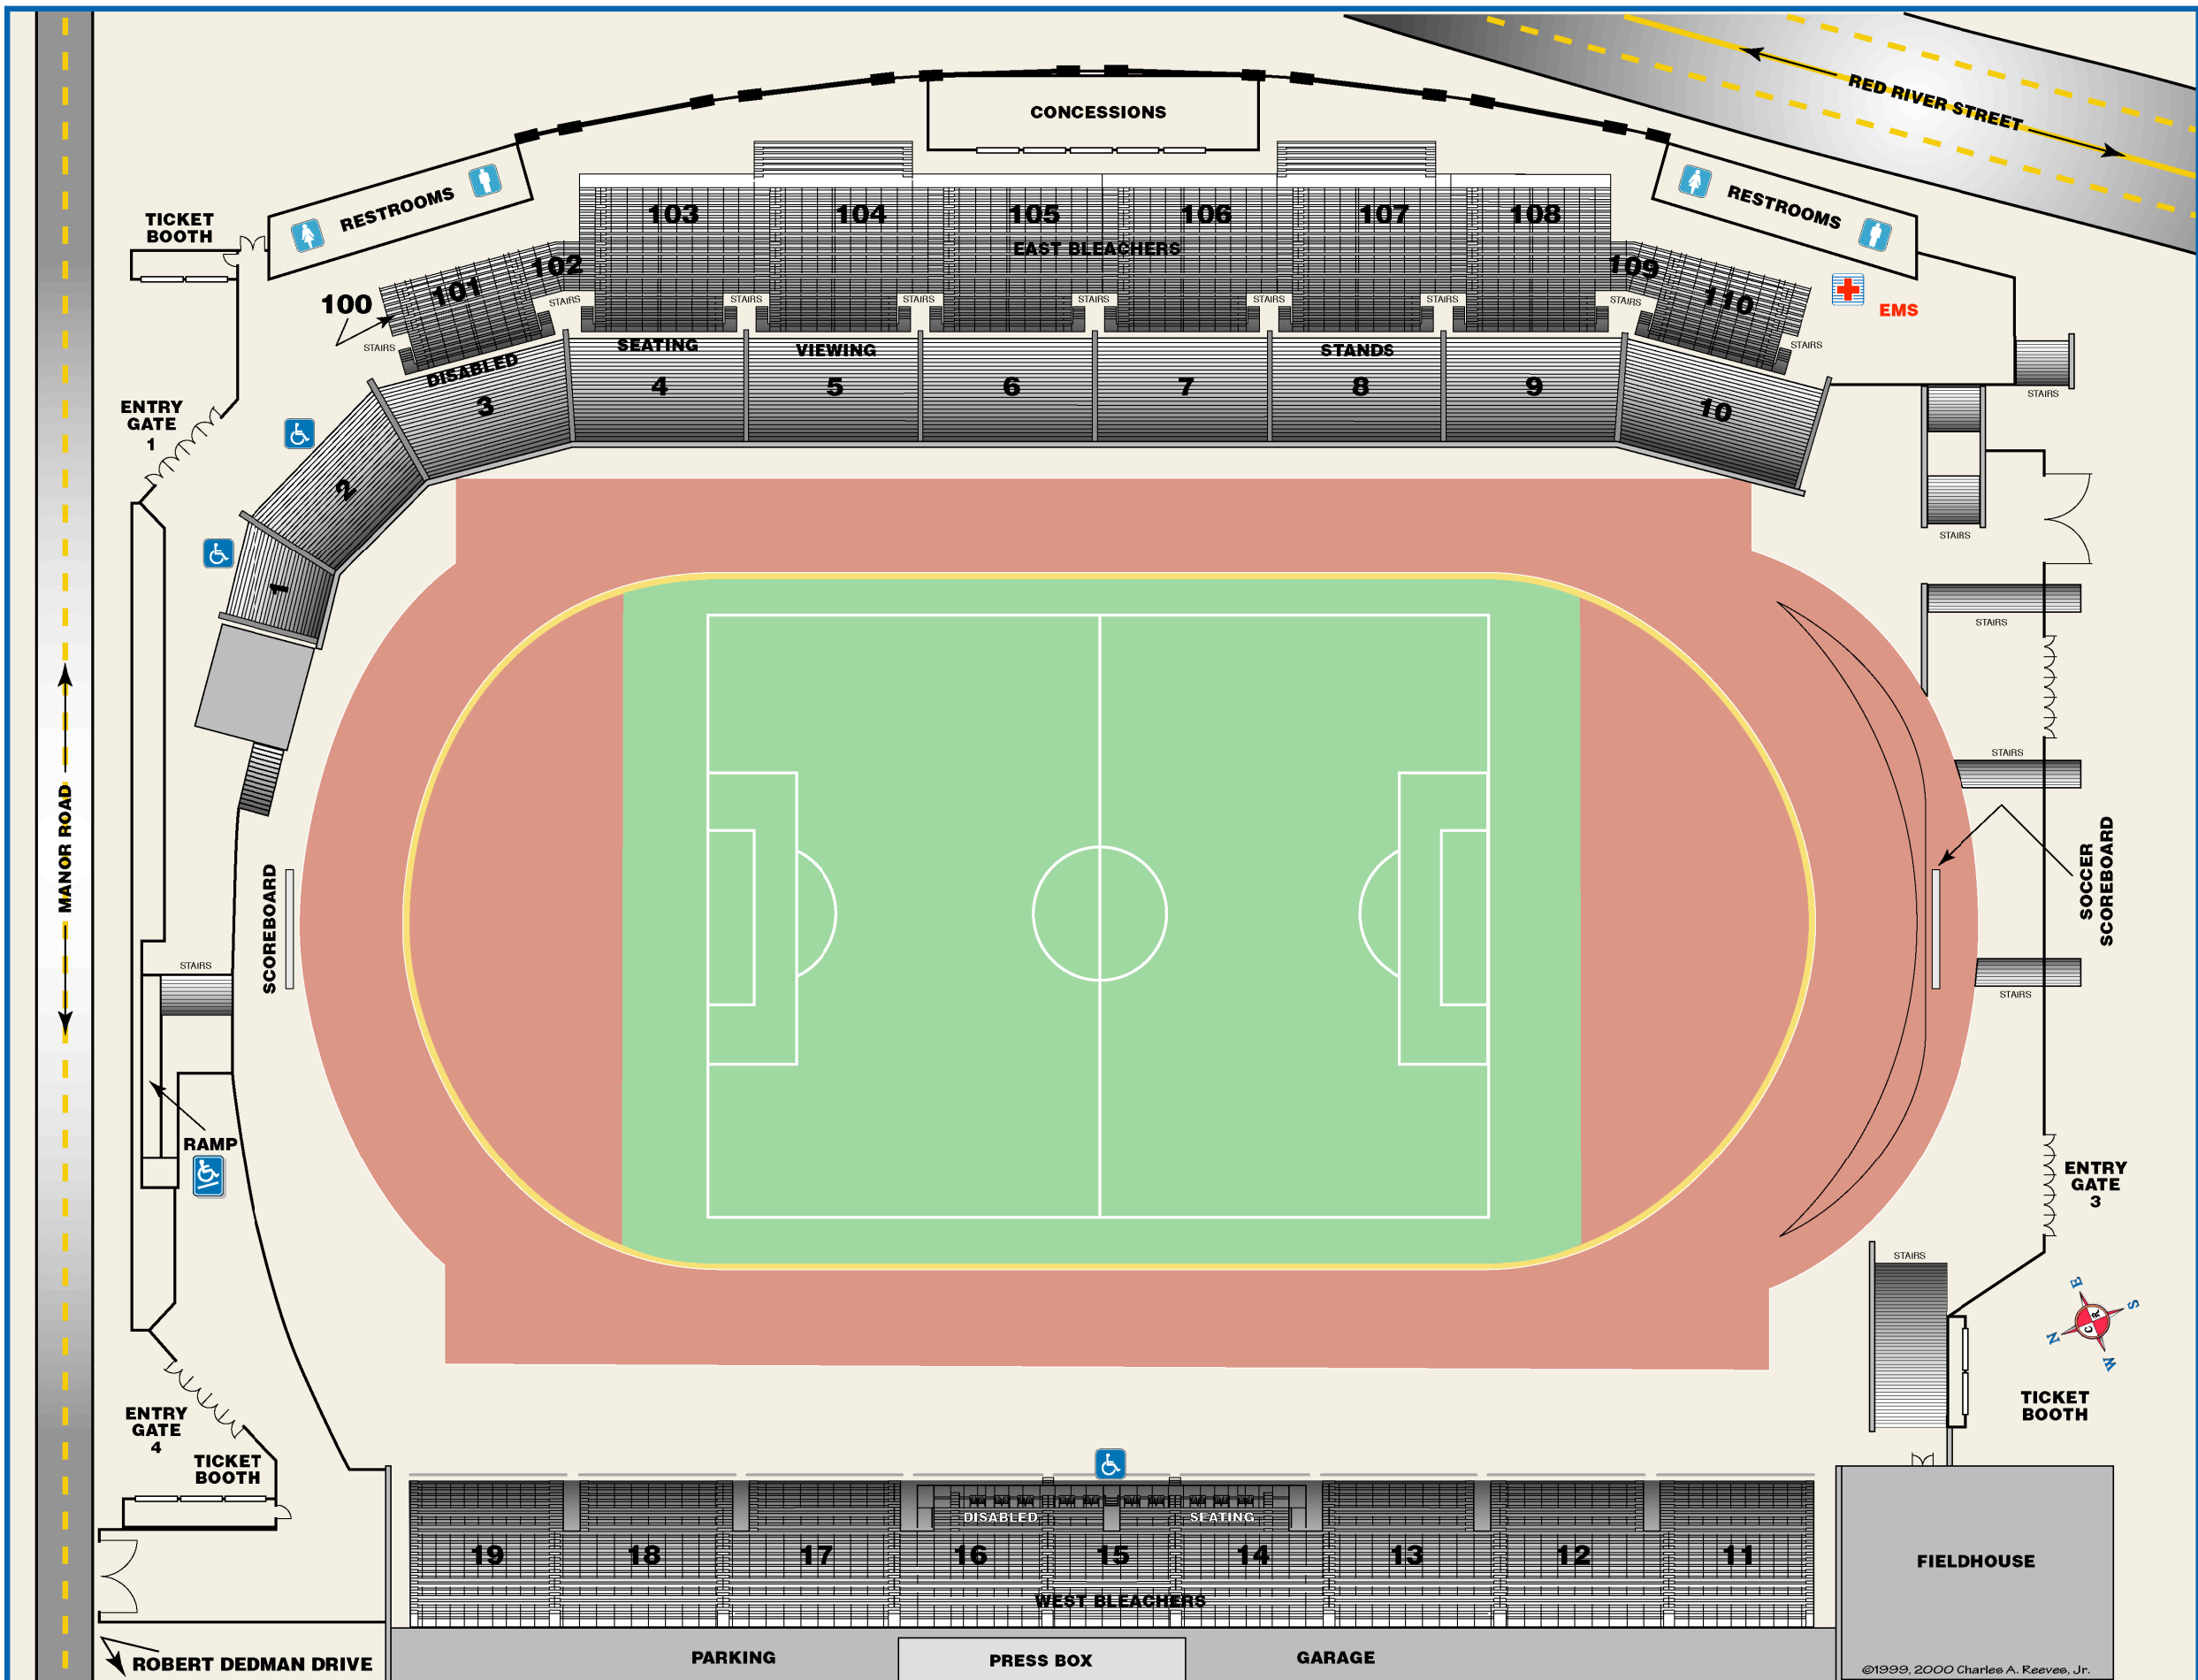 RED RIVER STREET
CONCESSIONS
RESTROOMS
RESTROOMS
TICKET
BOOTH
103
104
105
106
107
108
EAST BLEACHERS
102
101
100
109
110
EMS
STAIRS
STAIRS
STAIRS
STAIRS
STAIRS
STAIRS
STAIRS
STAIRS
STAIRS
STAIRS
DISABLED
SEATING
VIEWING
STANDS
3
4
5
6
7
8
9
10
2
1
ENTRY
GATE
1
STAIRS
STAIRS
STAIRS
STAIRS
MANOR ROAD
SCOREBOARD
SOCCER
SCOREBOARD
STAIRS
STAIRS
RAMP
ENTRY
GATE
3
STAIRS
E
S
N
W
C
R
TICKET
BOOTH
ENTRY
GATE
4
TICKET
BOOTH
DISABLED
SEATING
19
18
17
16
15
14
13
12
11
WEST BLEACHERS
FIELDHOUSE
PARKING
PRESS BOX
GARAGE
ROBERT DEDMAN DRIVE
©1999, 2000 Charles A. Reeves, Jr.